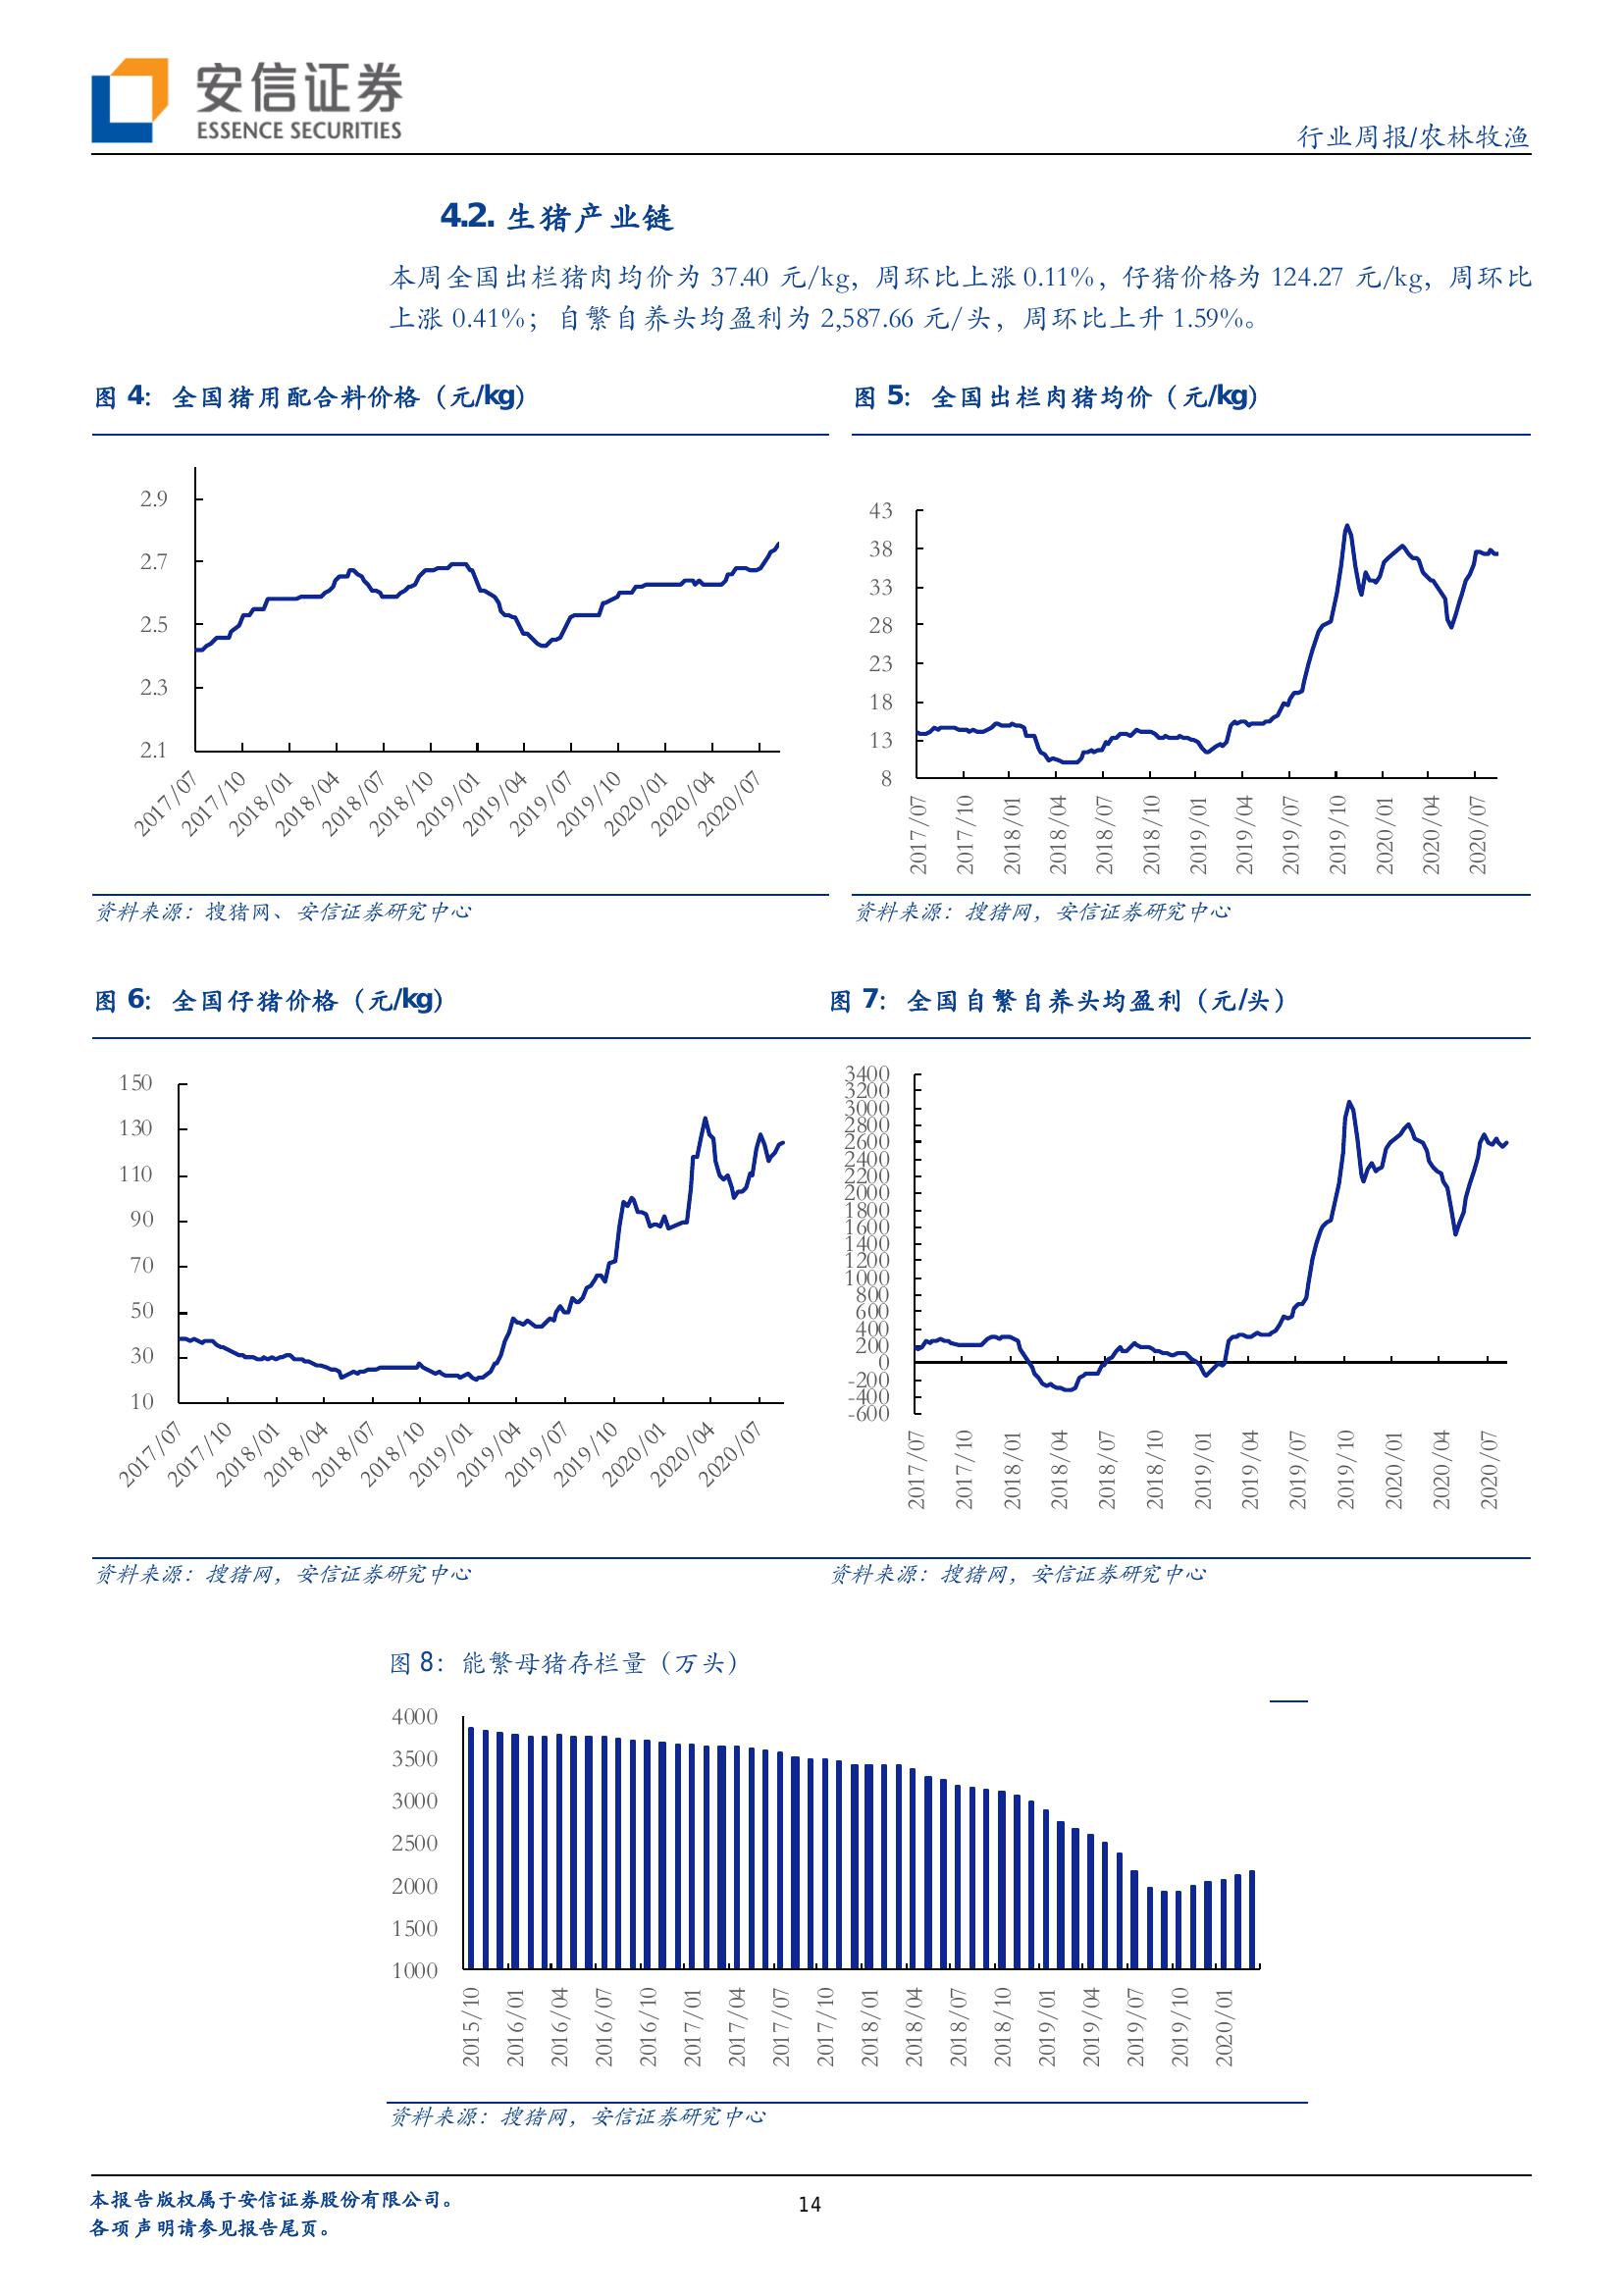 安信证券
ESSENCE SECURITIES
行业周报/农林牧渔
4.2. 生猪产业链
本周全国出栏猪肉均价为 37.40 元/kg，周环比上涨 0.11%，仔猪价格为 124.27 元/kg，周环比
上涨 0.41%；自繁自养头均盈利为 2,587.66 元/头，周环比上升 1.59%。
图 4：全国猪用配合料价格（元/kg）
2.9
2.7
2.5
2.3
2.1
2017/07 2017/10 2018/01 2018/04 2018/07 2018/10 2019/01 2019/04 2019/07 2019/10 2020/01 2020/04 2020/07
资料来源：搜猪网、安信证券研究中心
图 5：全国出栏肉猪均价（元/kg）
43
38
33
28
23
18
13
8
2017/07 2017/10 2018/01 2018/04 2018/07 2018/10 2019/01 2019/04 2019/07 2019/10 2020/01 2020/04 2020/07
资料来源：搜猪网，安信证券研究中心
图 6：全国仔猪价格（元/kg）
150
130
110
90
70
50
30
10
2017/07 2017/10 2018/01 2018/04 2018/07 2018/10 2019/01 2019/04 2019/07 2019/10 2020/01 2020/04 2020/07
资料来源：搜猪网，安信证券研究中心
图 7：全国自繁自养头均盈利（元/头）
3400
3200
3000
2800
2600
2400
2200
2000
1800
1600
1400
1200
1000
800
600
400
200
0
-200
-400
-600
2017/07 2017/10 2018/01 2018/04 2018/07 2018/10 2019/01 2019/04 2019/07 2019/10 2020/01 2020/04 2020/07
资料来源：搜猪网，安信证券研究中心
图 8：能繁母猪存栏量（万头）
4000
3500
3000
2500
2000
1500
1000
2015/10 2016/01 2016/04 2016/07 2016/10 2017/01 2017/04 2017/07 2017/10 2018/01 2018/04 2018/07 2018/10 2019/01 2019/04 2019/07 2019/10 2020/01
资料来源：搜猪网，安信证券研究中心
本报告版权属于安信证券股份有限公司。
各项声明请参见报告尾页。
14